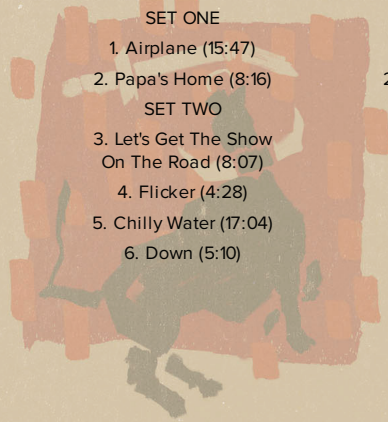 SET ONE
1. Airplane (15:47)
2. Papa's Home (8:16)
SET TWO
3. Let's Get The Show
On The Road (8:07)
4. Flicker (4:28)
5. Chilly Water (17:04)
6. Down (5:10)
2